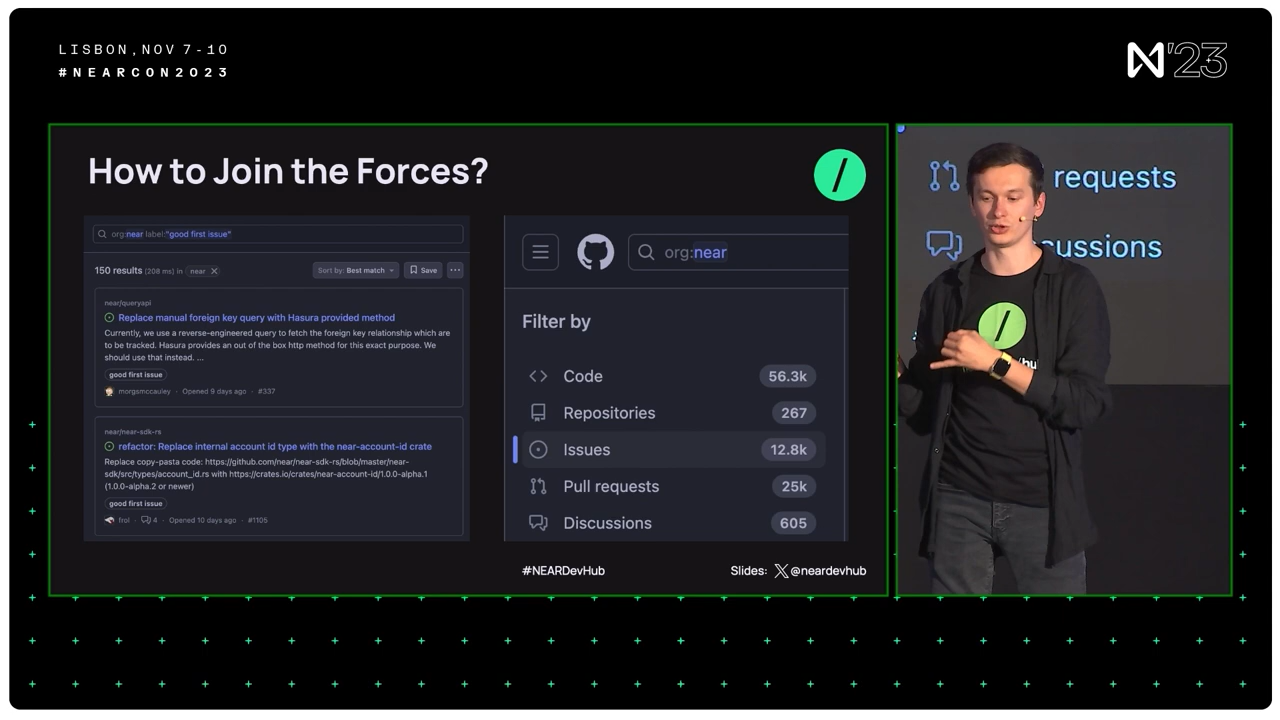 LISBON, NOV 7-10
#NEARCON2023
N'23
How to Join the Forces?
/
org:near label:"good first issue"
150 results (208 ms) in near
Sort by: Best match
Save
near/queryapi
Replace manual foreign key query with Hasura provided method
Currently, we use a reverse-engineered query to fetch the foreign key relationship which are
to be tracked. Hasura provides an out of the box http method for this exact purpose. We
should use that instead. ...
good first issue
morgsmccauley · Opened 9 days ago · #337
near/near-sdk-rs
refactor: Replace internal account id type with the near-account-id crate
Replace copy-pasta code: https://github.com/near/near-sdk-rs/blob/master/near-
sdk/src/types/account_id.rs with https://crates.io/crates/near-account-id/1.0.0-alpha.1
(1.0.0-alpha.2 or newer)
good first issue
frol · 4 · Opened 10 days ago · #1105
org:near
Filter by
Code 56.3k
Repositories 267
Issues 12.8k
Pull requests 25k
Discussions 605
#NEARDevHub
Slides: X @neardevhub
requests
cussions
/